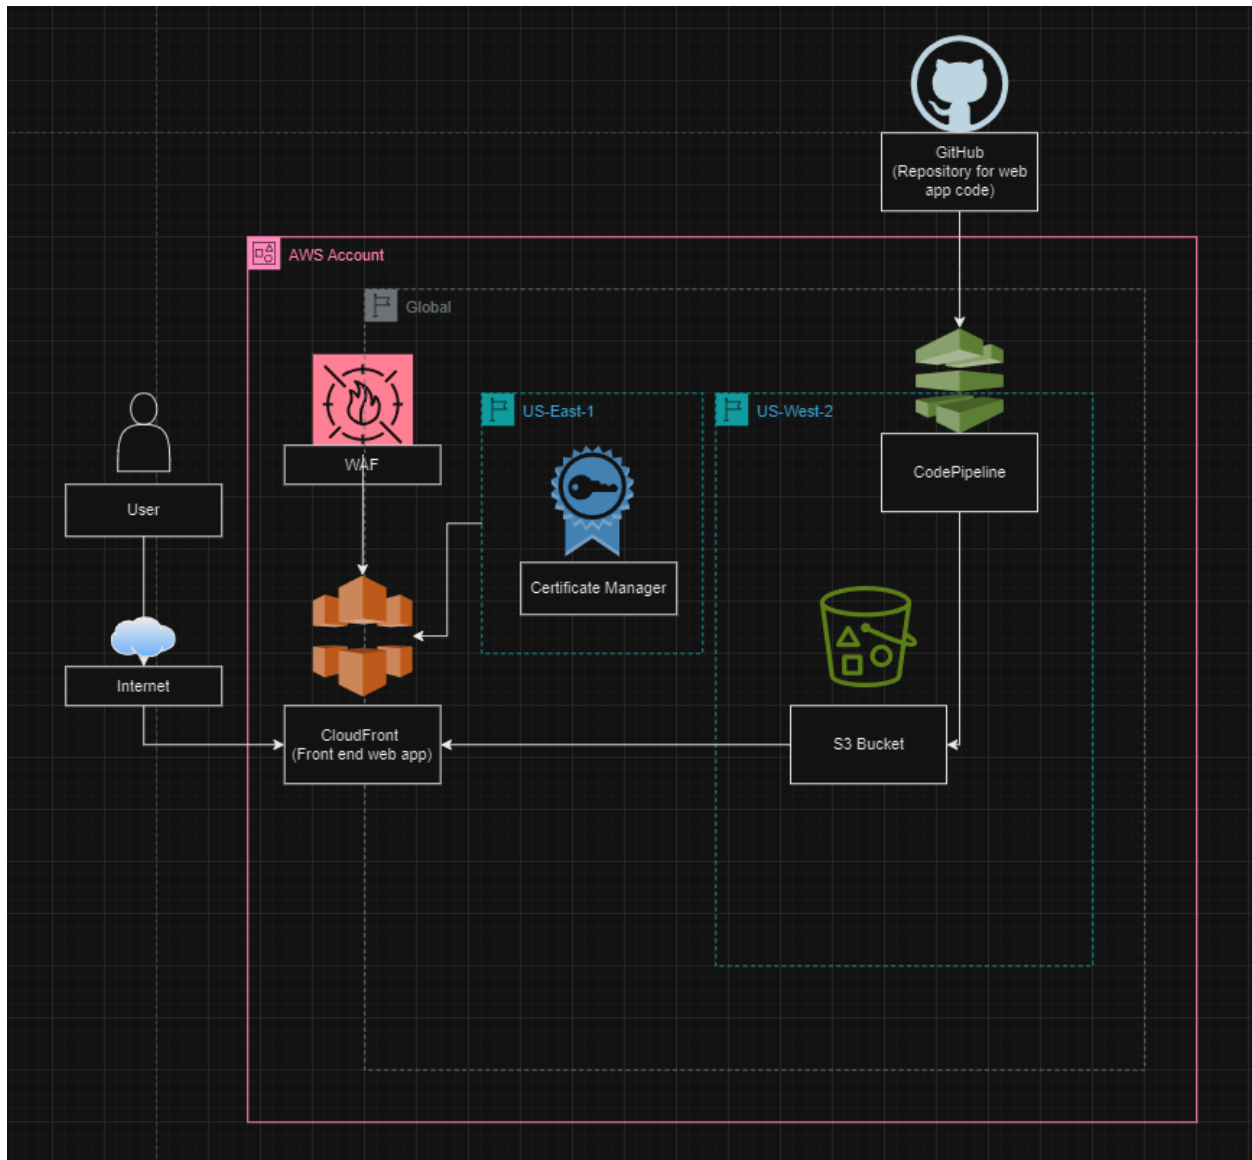 GitHub
(Repository for web
app code)
AWS Account
Global
US-East-1
US-West-2
WAF
CodePipeline
User
Certificate Manager
Internet
CloudFront
(Front end web app)
S3 Bucket